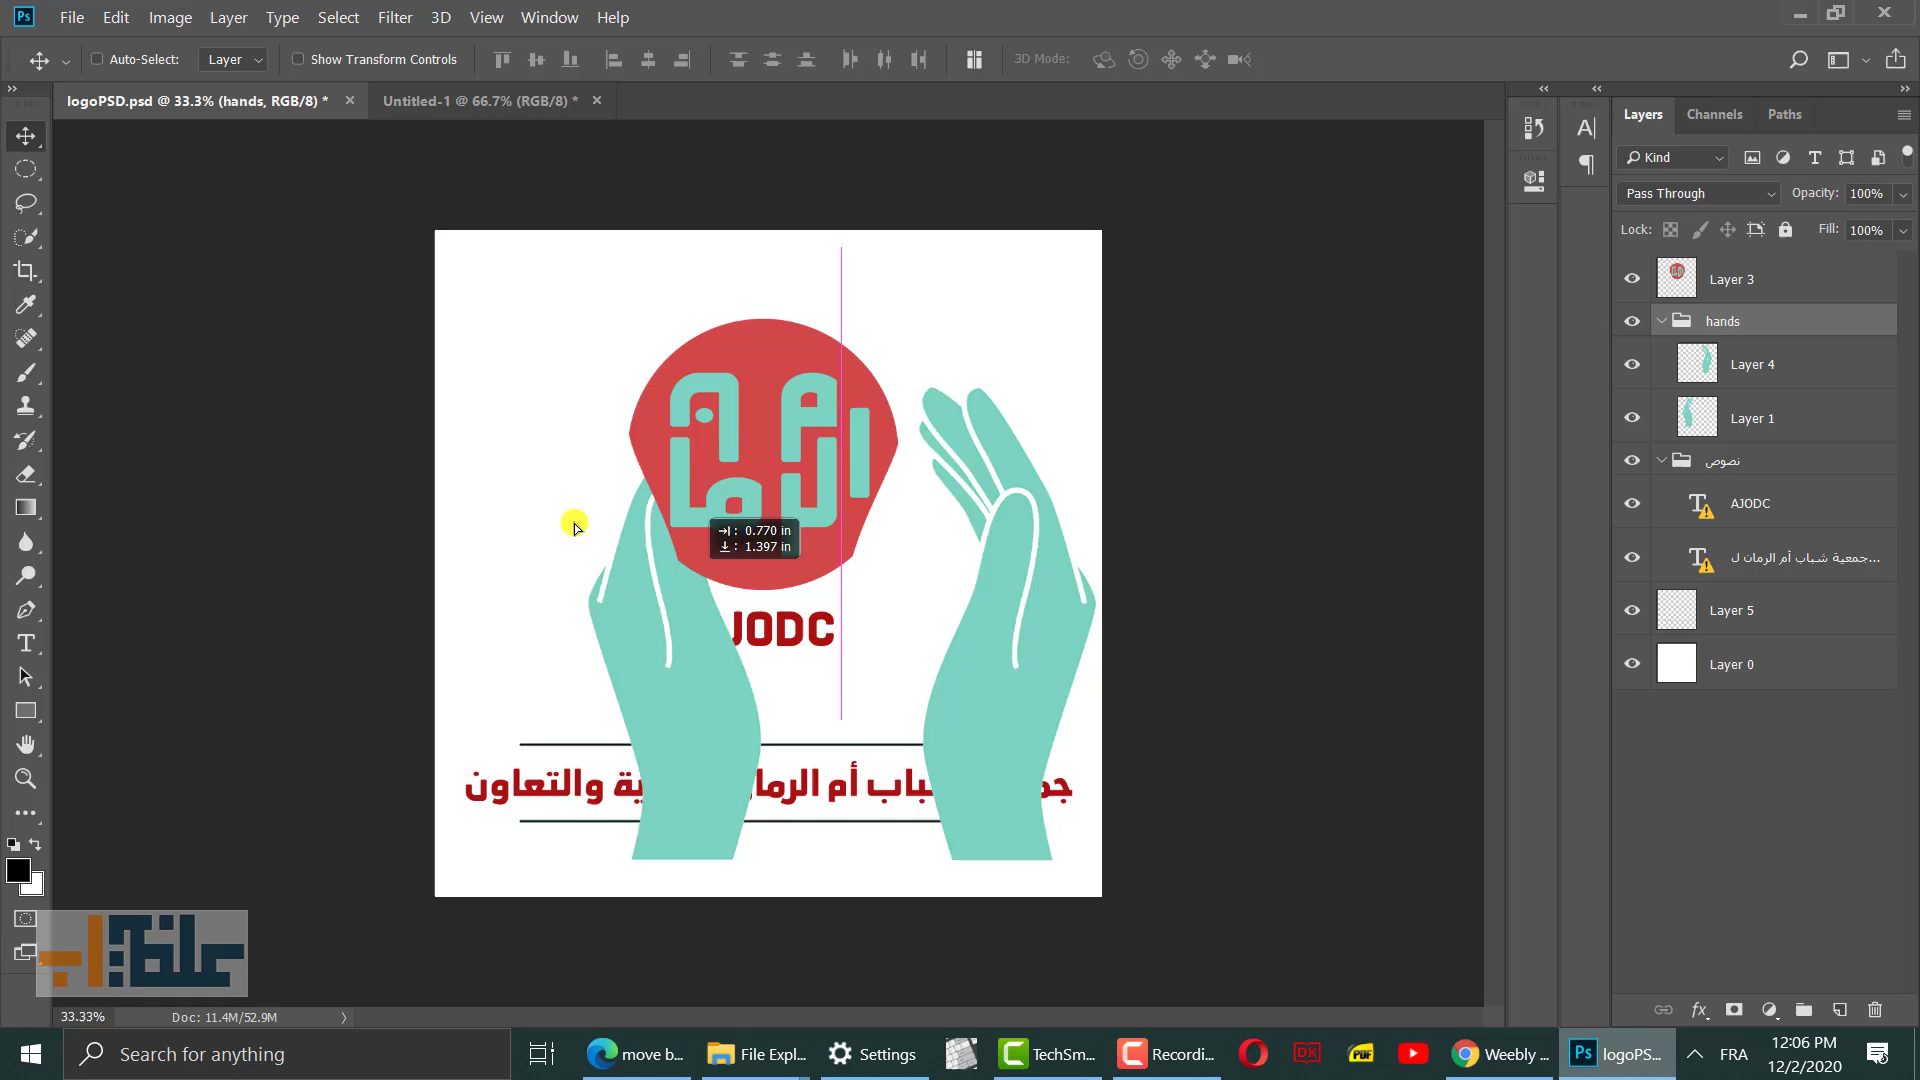 Ps File Edit Image Layer Type Select Filter 3D View Window Help
Auto-Select: Layer Show Transform Controls 3D Mode:
logoPSD.psd @ 33.3% (hands, RGB/8) * Untitled-1 @ 66.7% (RGB/8) *
Layers Channels Paths
Kind
Pass Through Opacity: 100%
Lock: Fill: 100%
Layer 3
hands
Layer 4
Layer 1
نصوص
AJODC
جمعية شباب أم الرمان ل...
Layer 5
Layer 0
: 0.770 in
: 1.397 in
JODC
باب أم الرما
ية والتعاون
33.33% Doc: 11.4M/52.9M
Search for anything
move b...
File Expl...
Settings
TechSm...
Recordi...
DK
PDF
Weebly ...
Ps logoPS...
FRA
12:06 PM
12/2/2020